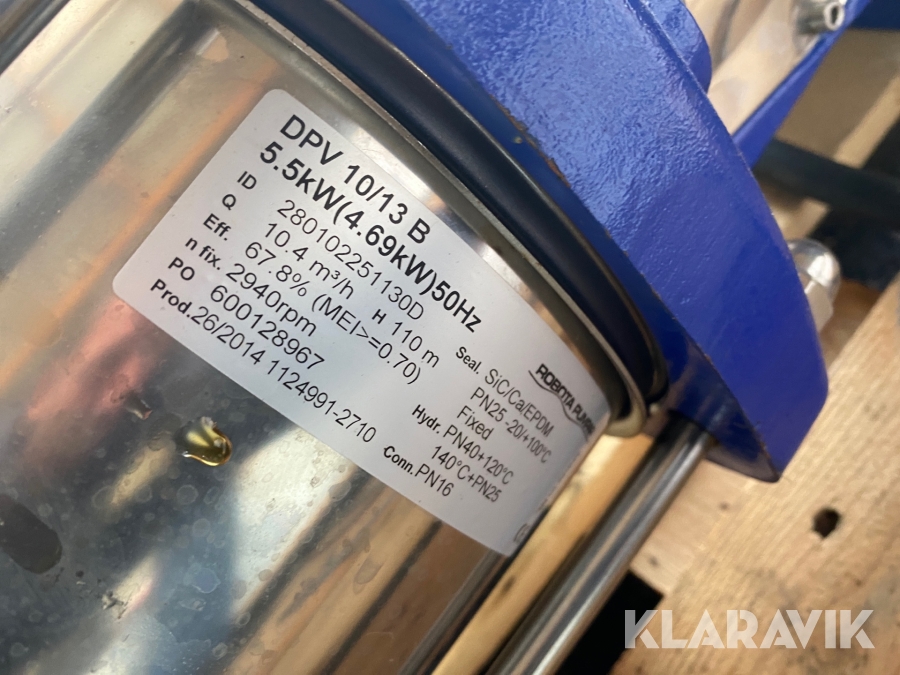 DPV 10/13 B
5.5kW(4.69kW)50Hz
ID 280102251130D
Q 10.4 m³/h H 110 m
Eff. 67.8% (MEI>=0.70)
n fix. 2940rpm
PO 600128967
Prod.26/2014 1124991-2710
ROBOTA
Seal. SiC/Ca/EPDM
PN25 -20/+100°C
Fixed
Hydr. PN40+120°C
140°C+PN25
Conn. PN16
KLARAVIK